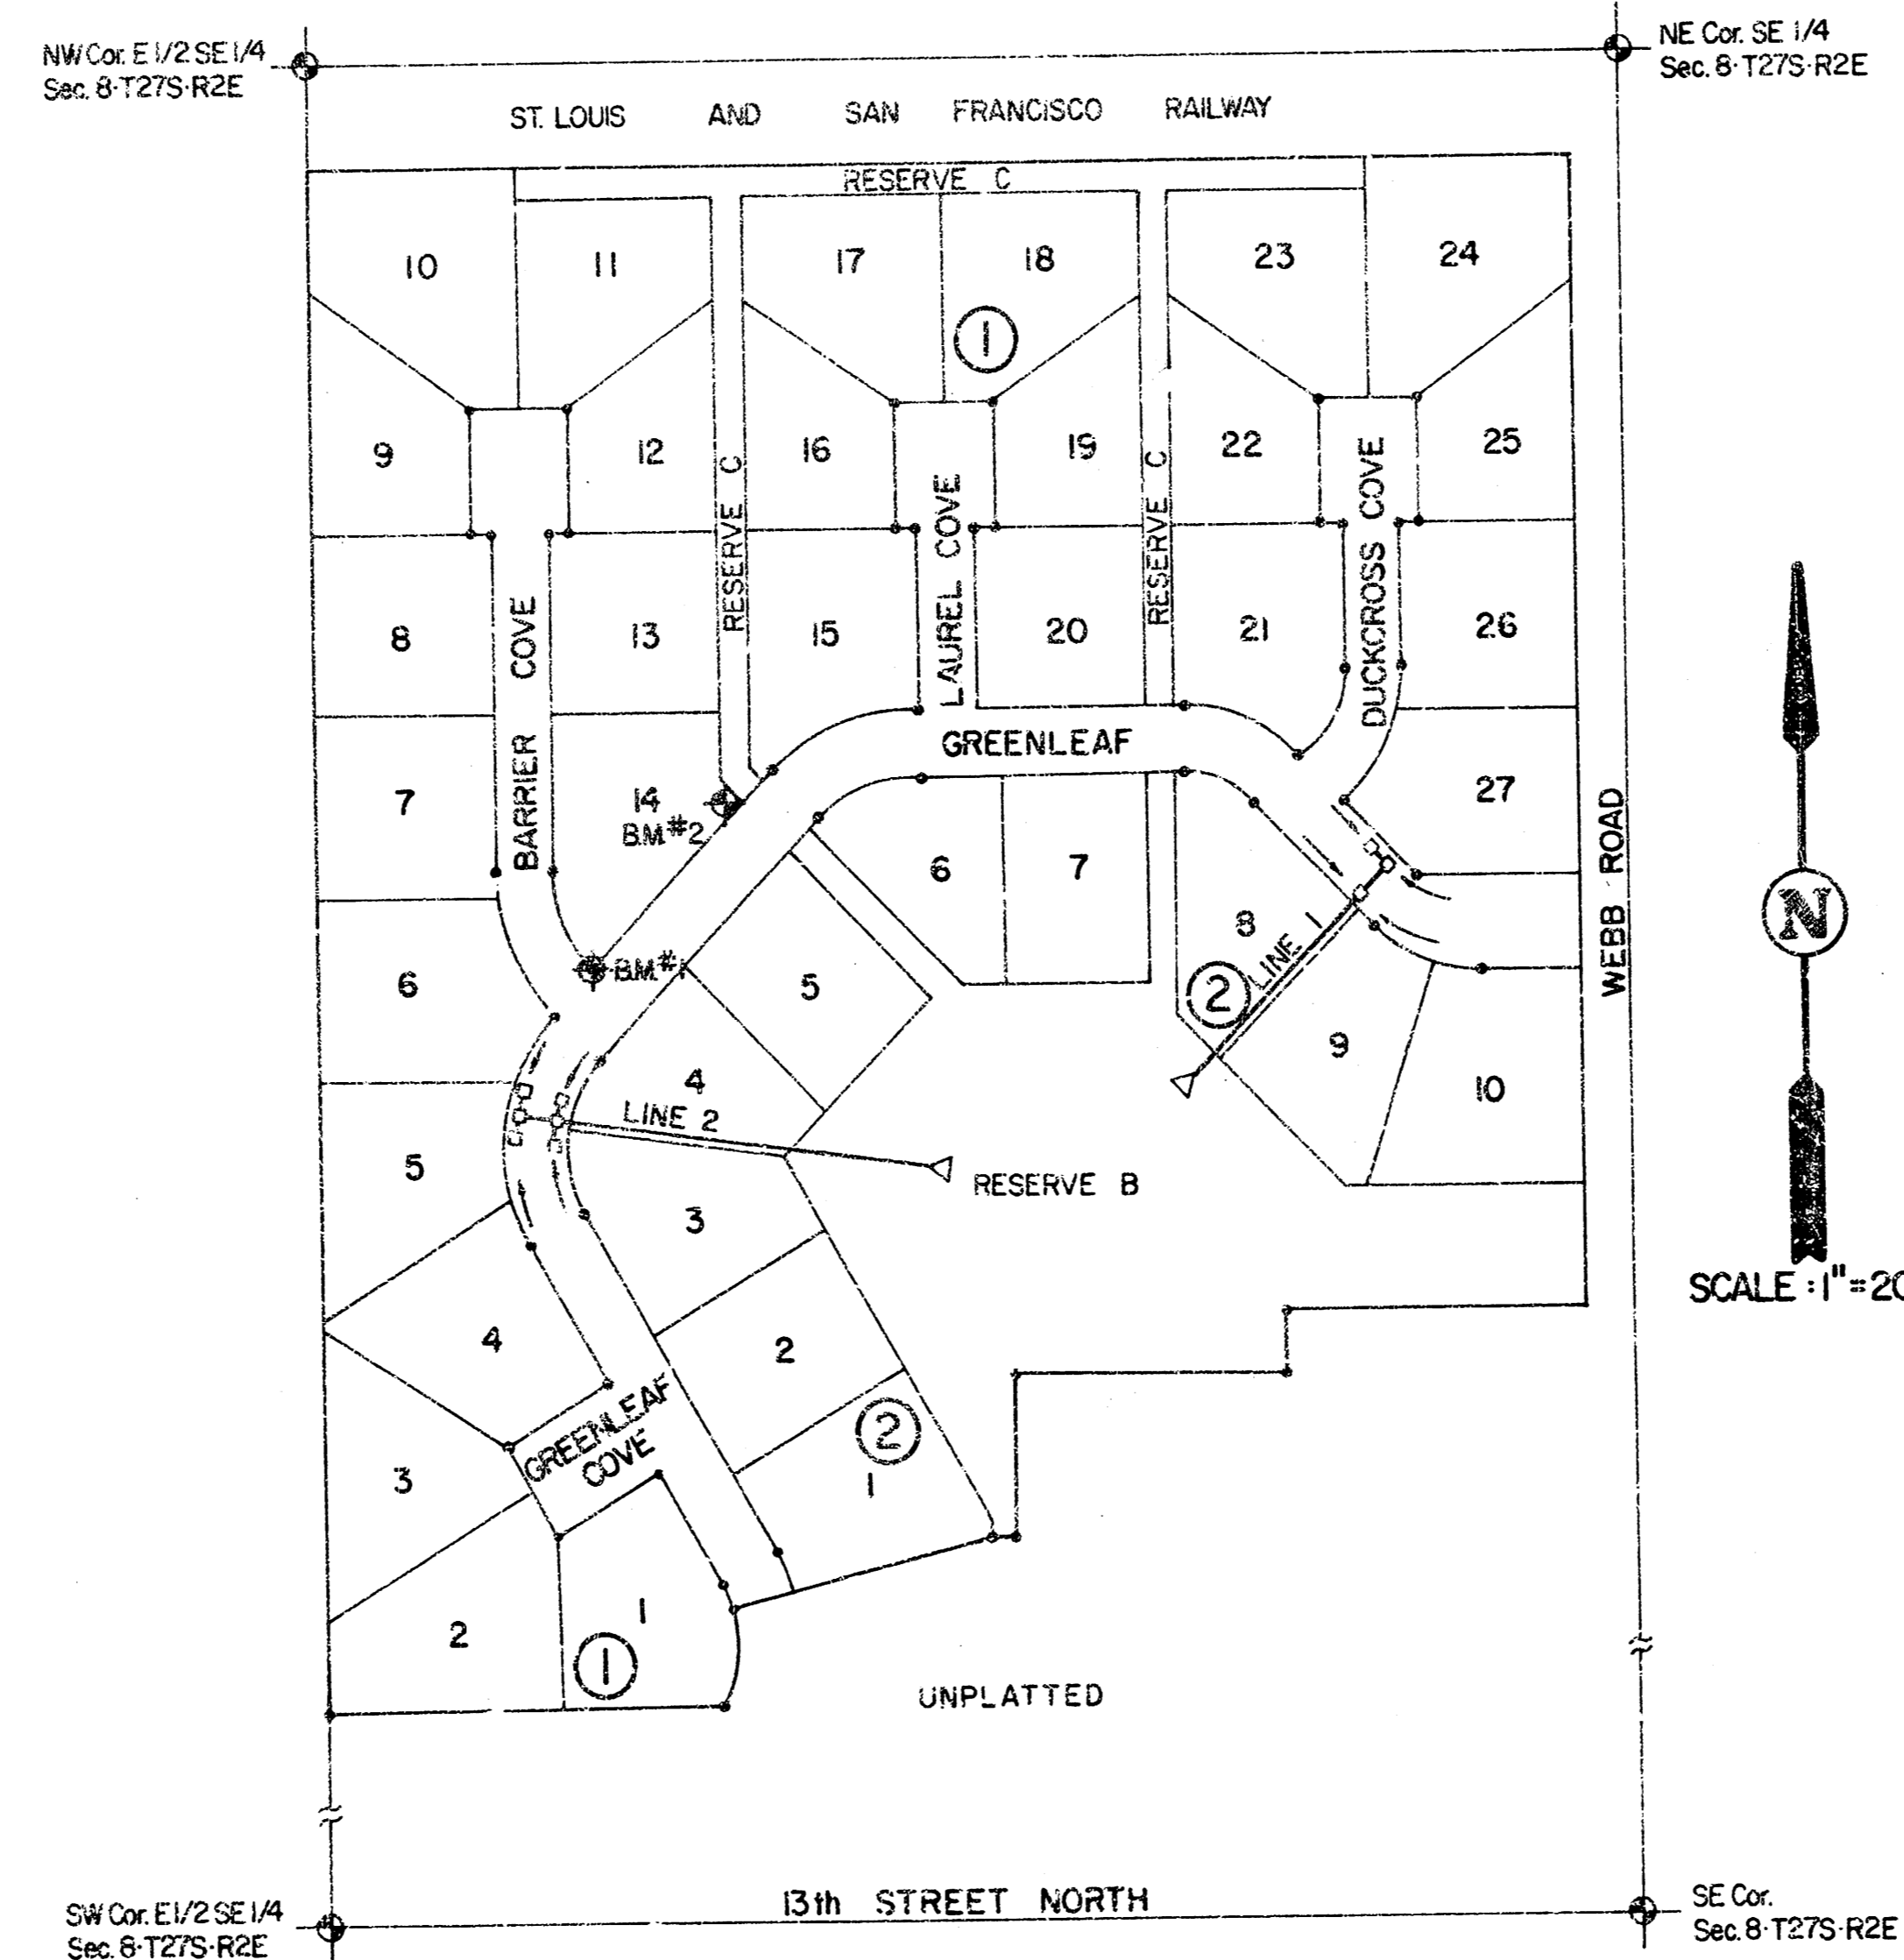 NW Cor. E 1/2 SE 1/4
Sec. 8-T27S-R2E
NE Cor. SE 1/4
Sec. 8-T27S-R2E
ST. LOUIS AND SAN FRANCISCO RAILWAY
RESERVE C
10
11
17
18
23
24
1
9
12
RESERVE C
16
19
RESERVE C
22
25
8
13
15
LAUREL COVE
20
21
DUCKCROSS COVE
26
BARRIER COVE
GREENLEAF
7
14
B.M.#2
27
WEBB ROAD
6
7
8
LINE 1
N
6
B.M.#1
5
2
9
10
4
LINE 2
5
RESERVE B
3
SCALE : 1"=20
4
2
GREENLEAF
COVE
2
3
1
1
2
1
UNPLATTED
13th STREET NORTH
SW Cor. E1/2 SE 1/4
Sec. 8-T27S-R2E
SE Cor.
Sec. 8-T27S-R2E